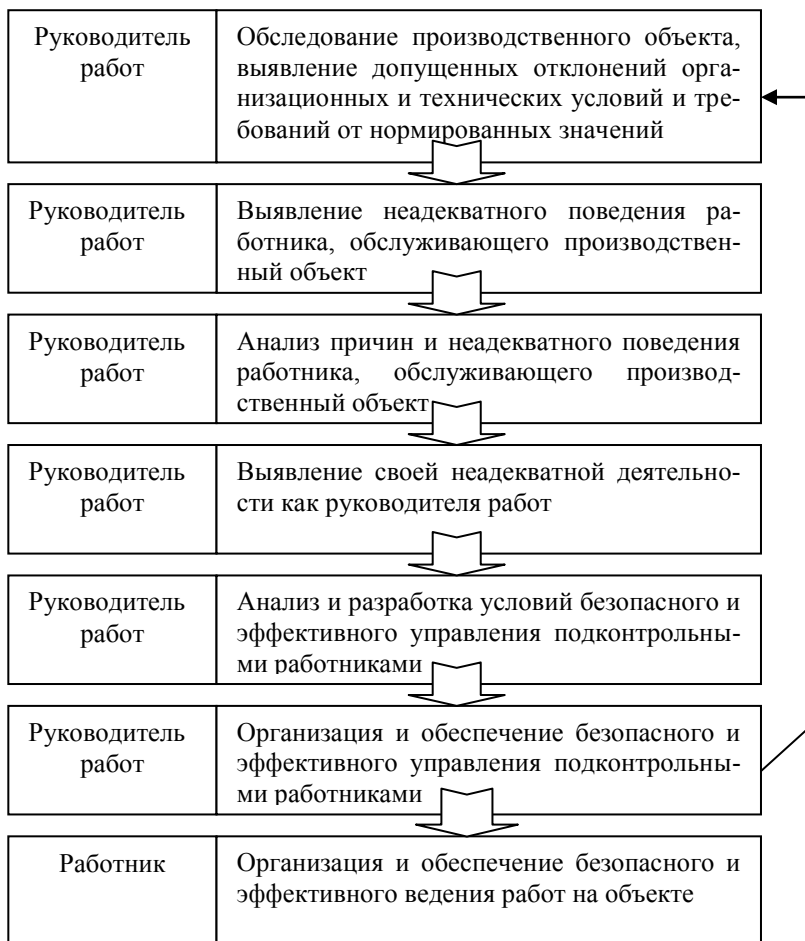 Руководитель
работ
Обследование производственного объекта,
выявление допущенных отклонений орга-
низационных и технических условий и тре-
бований от нормированных значений
Руководитель
работ
Выявление неадекватного поведения ра-
ботника, обслуживающего производствен-
ный объект
Руководитель
работ
Анализ причин и неадекватного поведения
работника, обслуживающего производ-
ственный объект
Руководитель
работ
Выявление своей неадекватной деятельно-
сти как руководителя работ
Руководитель
работ
Анализ и разработка условий безопасного и
эффективного управления подконтрольны-
ми работниками
Руководитель
работ
Организация и обеспечение безопасного и
эффективного управления подконтрольны-
ми работниками
Работник
Организация и обеспечение безопасного и
эффективного ведения работ на объекте